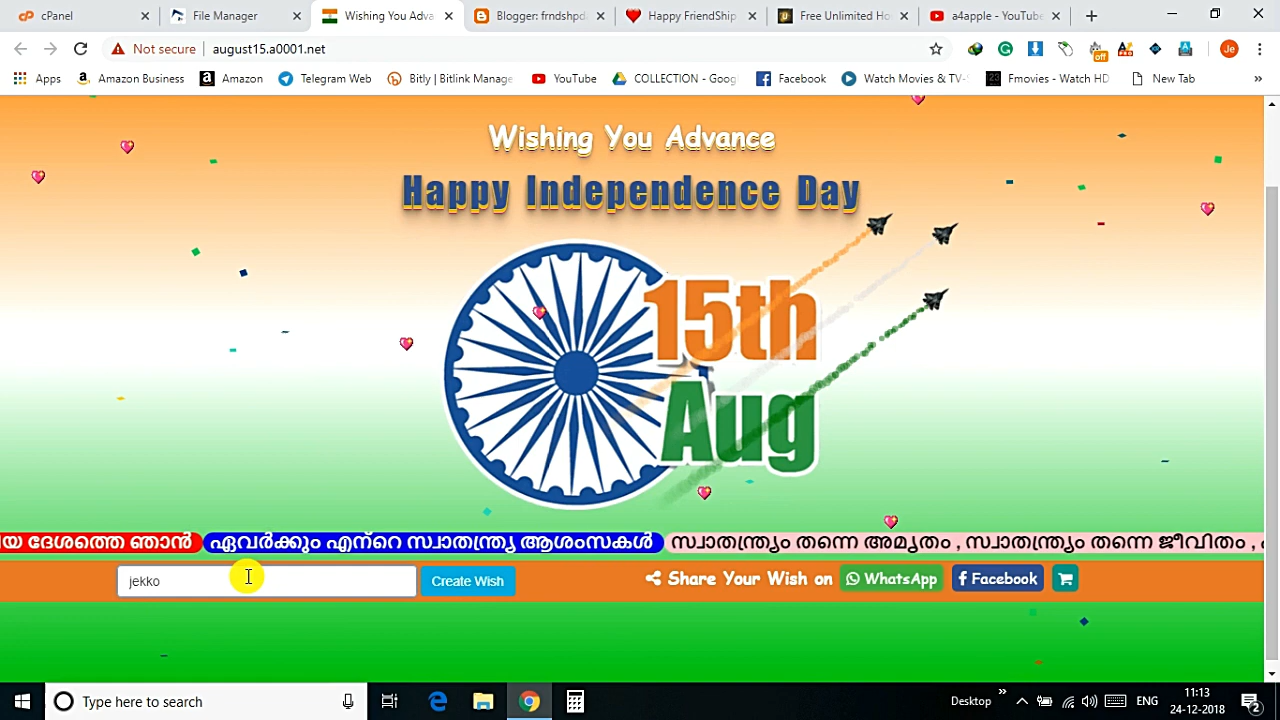 cPanel
File Manager
Wishing You Adva
Blogger: frndshpd
Happy FriendShip
Free Unlimited Ho
a4apple - YouTube
Not secure
august15.a0001.net
Je
off
Apps
Amazon Business
Amazon
Telegram Web
Bitly | Bitlink Manage
YouTube
COLLECTION - Goog
Facebook
Watch Movies & TV-
Fmovies - Watch HD
New Tab
Wishing You Advance
Happy Independence Day
15th
Aug
യ ദേശത്തെ ഞാൻ
ഏവർക്കും എന്റെ സ്വാതന്ത്ര്യ ആശംസകൾ
സ്വാതന്ത്ര്യം തന്നെ അമൃതം , സ്വാതന്ത്ര്യം തന്നെ ജീവിതം ,
jekko
Create Wish
Share Your Wish on
WhatsApp
Facebook
Type here to search
Desktop
ENG
11:13
24-12-2018
2